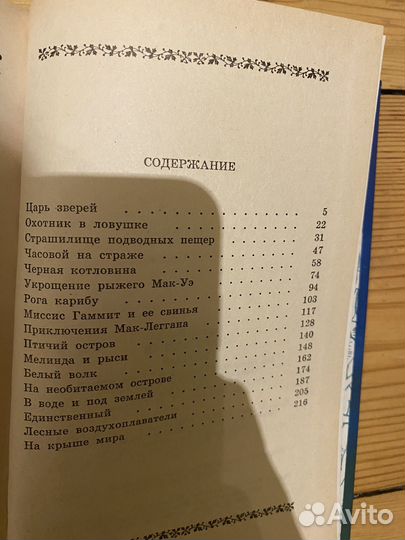 СОДЕРЖАНИЕ
Царь зверей . . . . . . . . . . 5
Охотник в ловушке . . . . . . . . . . 22
Страшилище подводных пещер . . . . . . . . 31
Часовой на страже . . . . . . . . . . 47
Черная котловина . . . . . . . . . . 58
Укрощение рыжего Мак-Уэ . . . . . . . . 74
Рога карибу . . . . . . . . . . 94
Миссис Гаммит и ее свинья . . . . . . . . 103
Приключения Мак-Леггана . . . . . . . . 117
Птичий остров . . . . . . . . . . 128
Мелинда и рыси . . . . . . . . . . 140
Белый волк . . . . . . . . . . 148
На необитаемом острове . . . . . . . . 162
В воде и под землей . . . . . . . . 174
Единственный . . . . . . . . . . 187
Лесные воздухоплаватели . . . . . . . . 205
На крыше мира . . . . . . . . . . 216
Avito